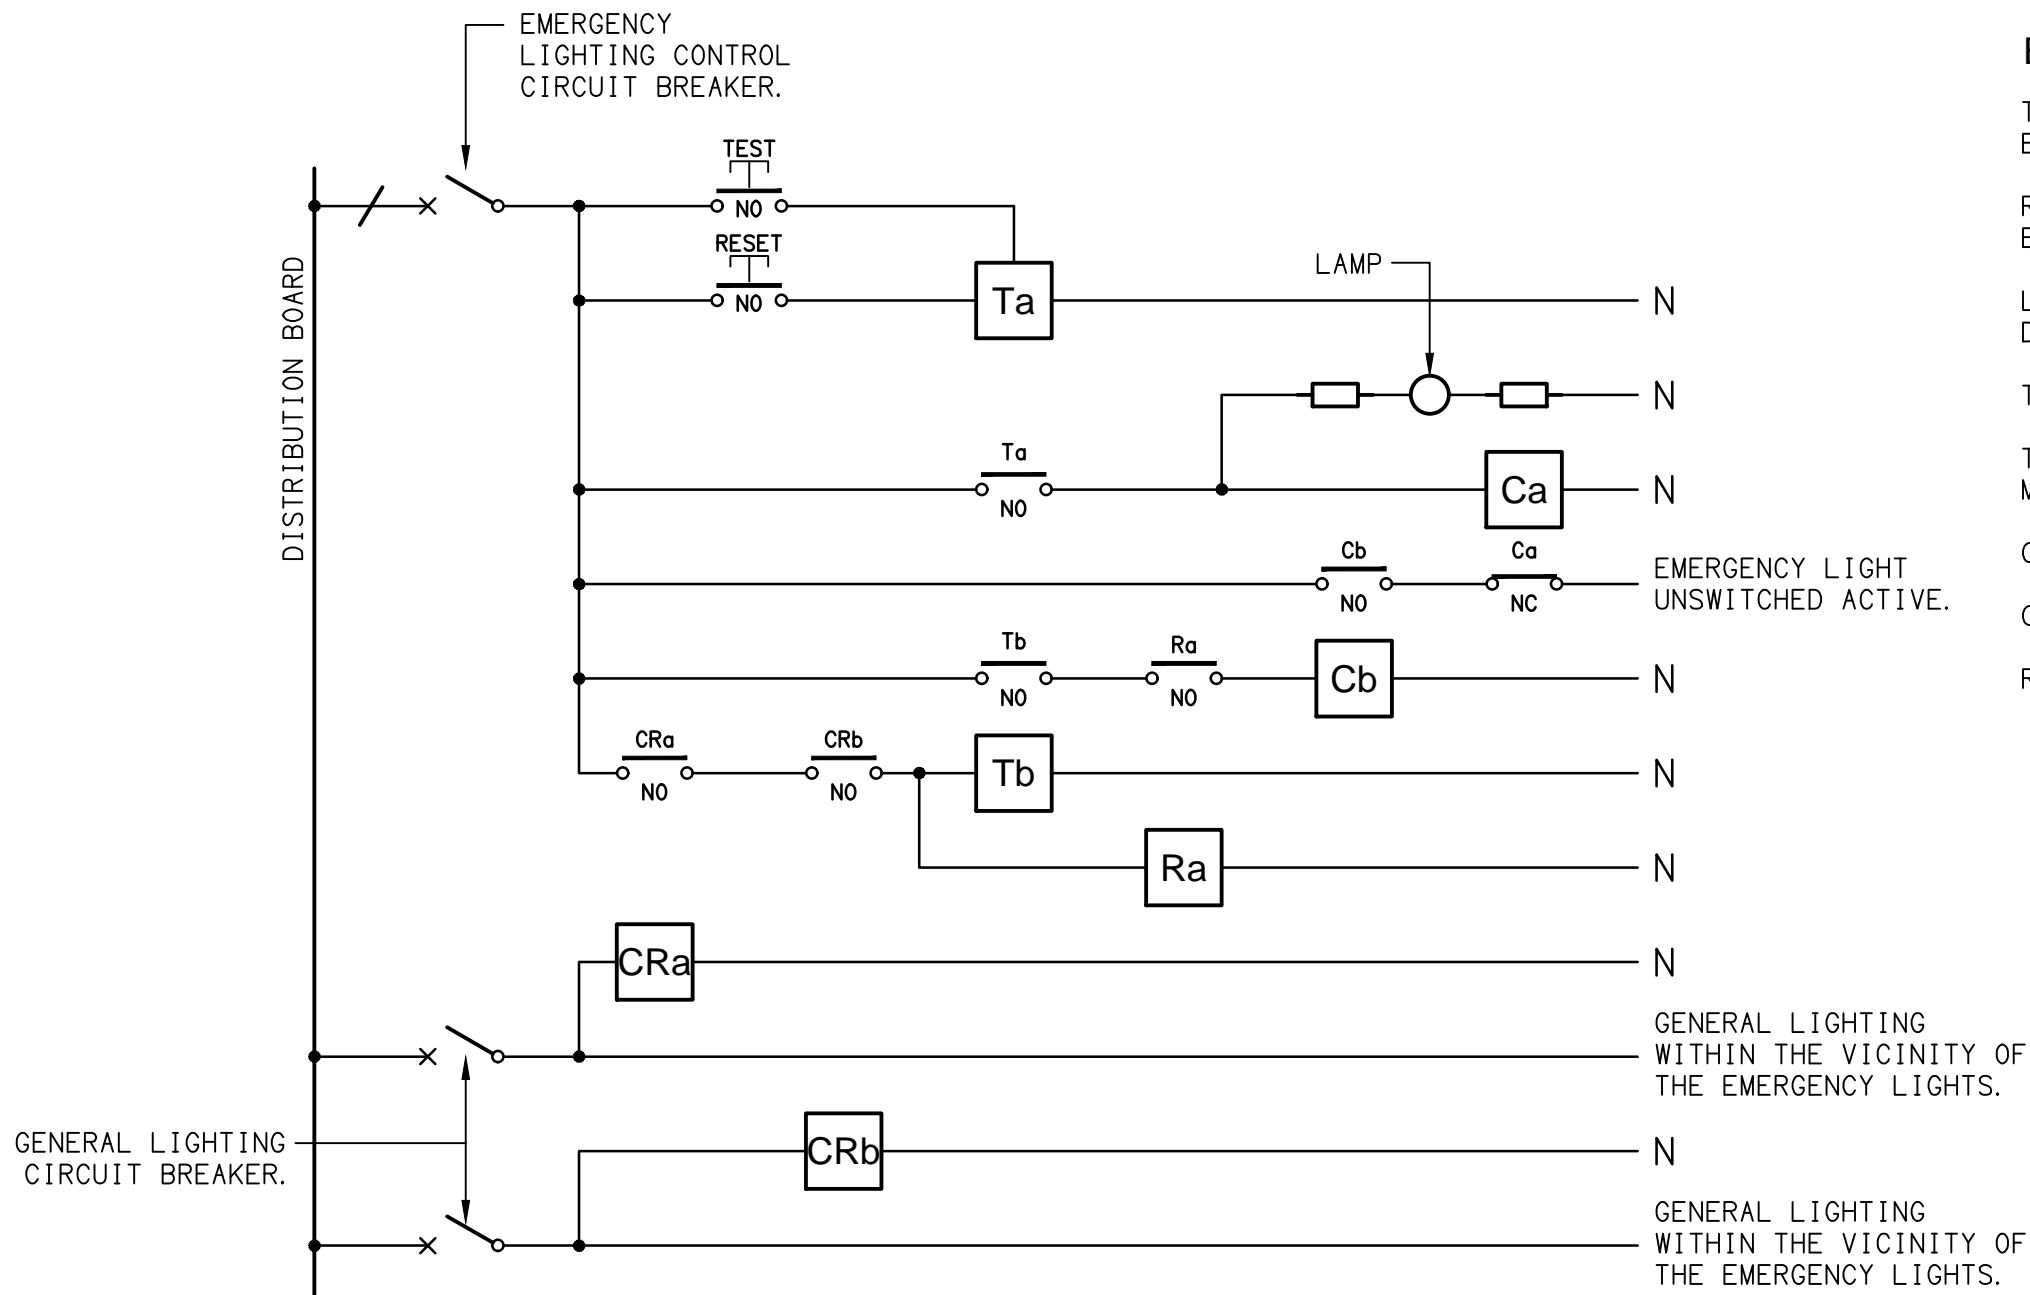 EMERGENCY
LIGHTING CONTROL
CIRCUIT BREAKER.
TEST
NO
RESET
NO
Ta
N
LAMP
N
DISTRIBUTION BOARD
Ta
NO
Ca
N
Cb
NO
Ca
NC
EMERGENCY LIGHT
UNSWITCHED ACTIVE.
Tb
NO
Ra
NO
Cb
N
CRa
NO
CRb
NO
Tb
N
Ra
N
CRa
N
GENERAL LIGHTING
WITHIN THE VICINITY OF
THE EMERGENCY LIGHTS.
GENERAL LIGHTING
CIRCUIT BREAKER.
CRb
N
GENERAL LIGHTING
WITHIN THE VICINITY OF
THE EMERGENCY LIGHTS.